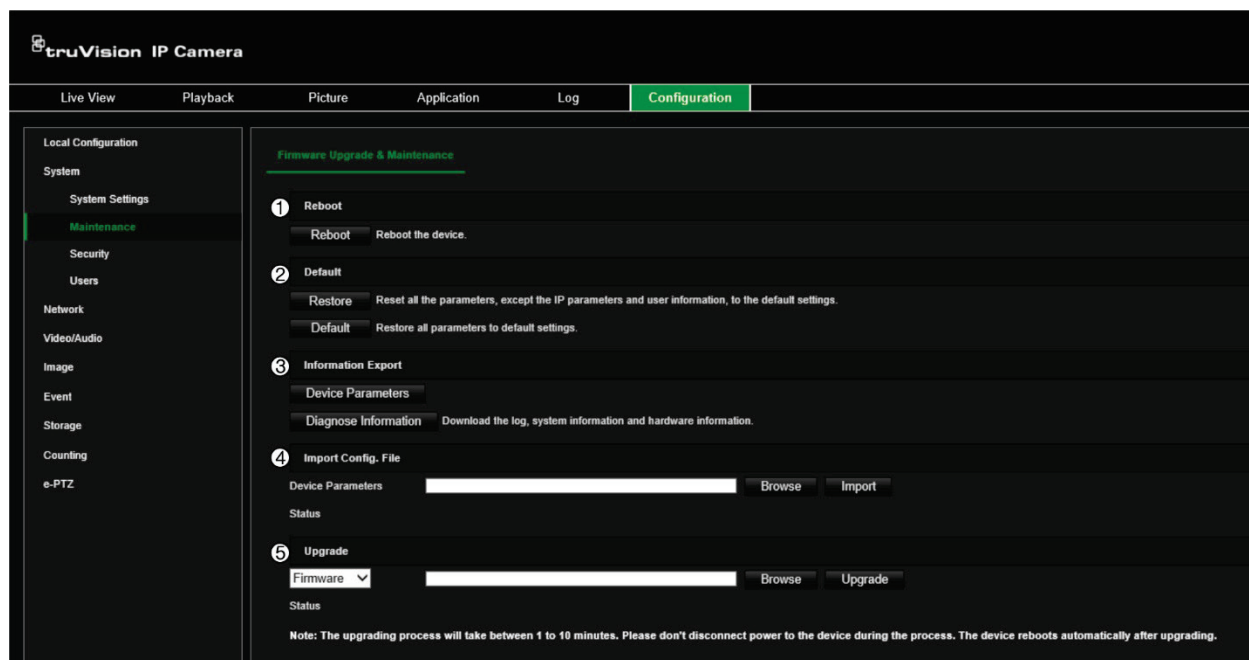 truVision IP Camera
Live View Playback Picture Application Log Configuration
Local Configuration
System
System Settings
Maintenance
Security
Users
Network
Video/Audio
Image
Event
Storage
Counting
e-PTZ
Firmware Upgrade & Maintenance
1 Reboot
Reboot Reboot the device.
2 Default
Restore Reset all the parameters, except the IP parameters and user information, to the default settings.
Default Restore all parameters to default settings.
3 Information Export
Device Parameters
Diagnose Information Download the log, system information and hardware information.
4 Import Config. File
Device Parameters Browse Import
Status
5 Upgrade
Firmware Browse Upgrade
Status
Note: The upgrading process will take between 1 to 10 minutes. Please don't disconnect power to the device during the process. The device reboots automatically after upgrading.